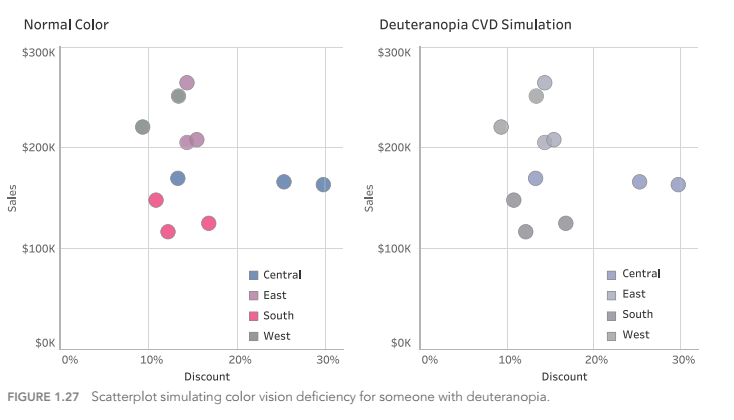 Normal Color
$300K
$200K
Sales
$100K
$0K
0%
10%
20%
30%
Discount
Central
East
South
West
Deuteranopia CVD Simulation
$300K
$200K
Sales
$100K
$0K
0%
10%
20%
30%
Discount
Central
East
South
West
FIGURE 1.27 Scatterplot simulating color vision deficiency for someone with deuteranopia.